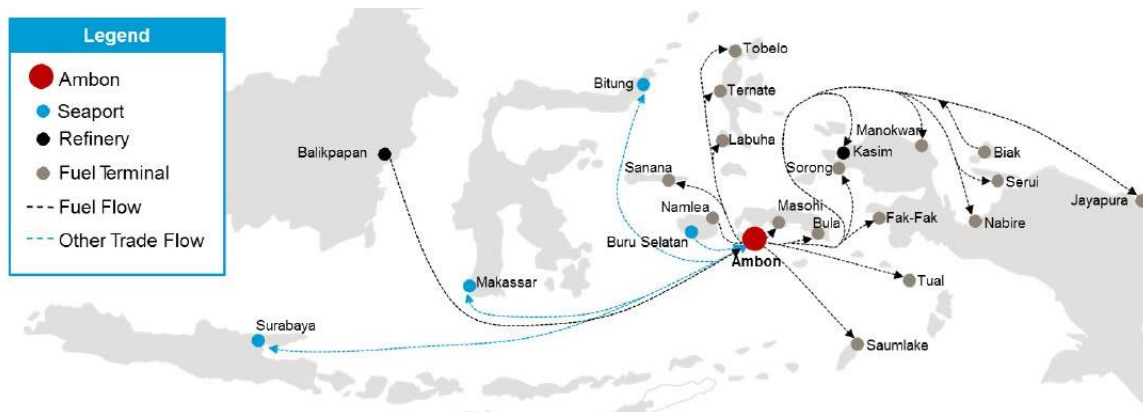 Legend
Ambon
Seaport
Refinery
Fuel Terminal
Fuel Flow
Other Trade Flow
Tobelo
Bitung
Ternate
Labuha
Manokwari
Kasim
Balikpapan
Biak
Sorong
Sanana
Serui
Jayapura
Masohi
Namlea
Fak-Fak
Nabire
Bula
Buru Selatan
Ambon
Makassar
Tual
Surabaya
Saumlake